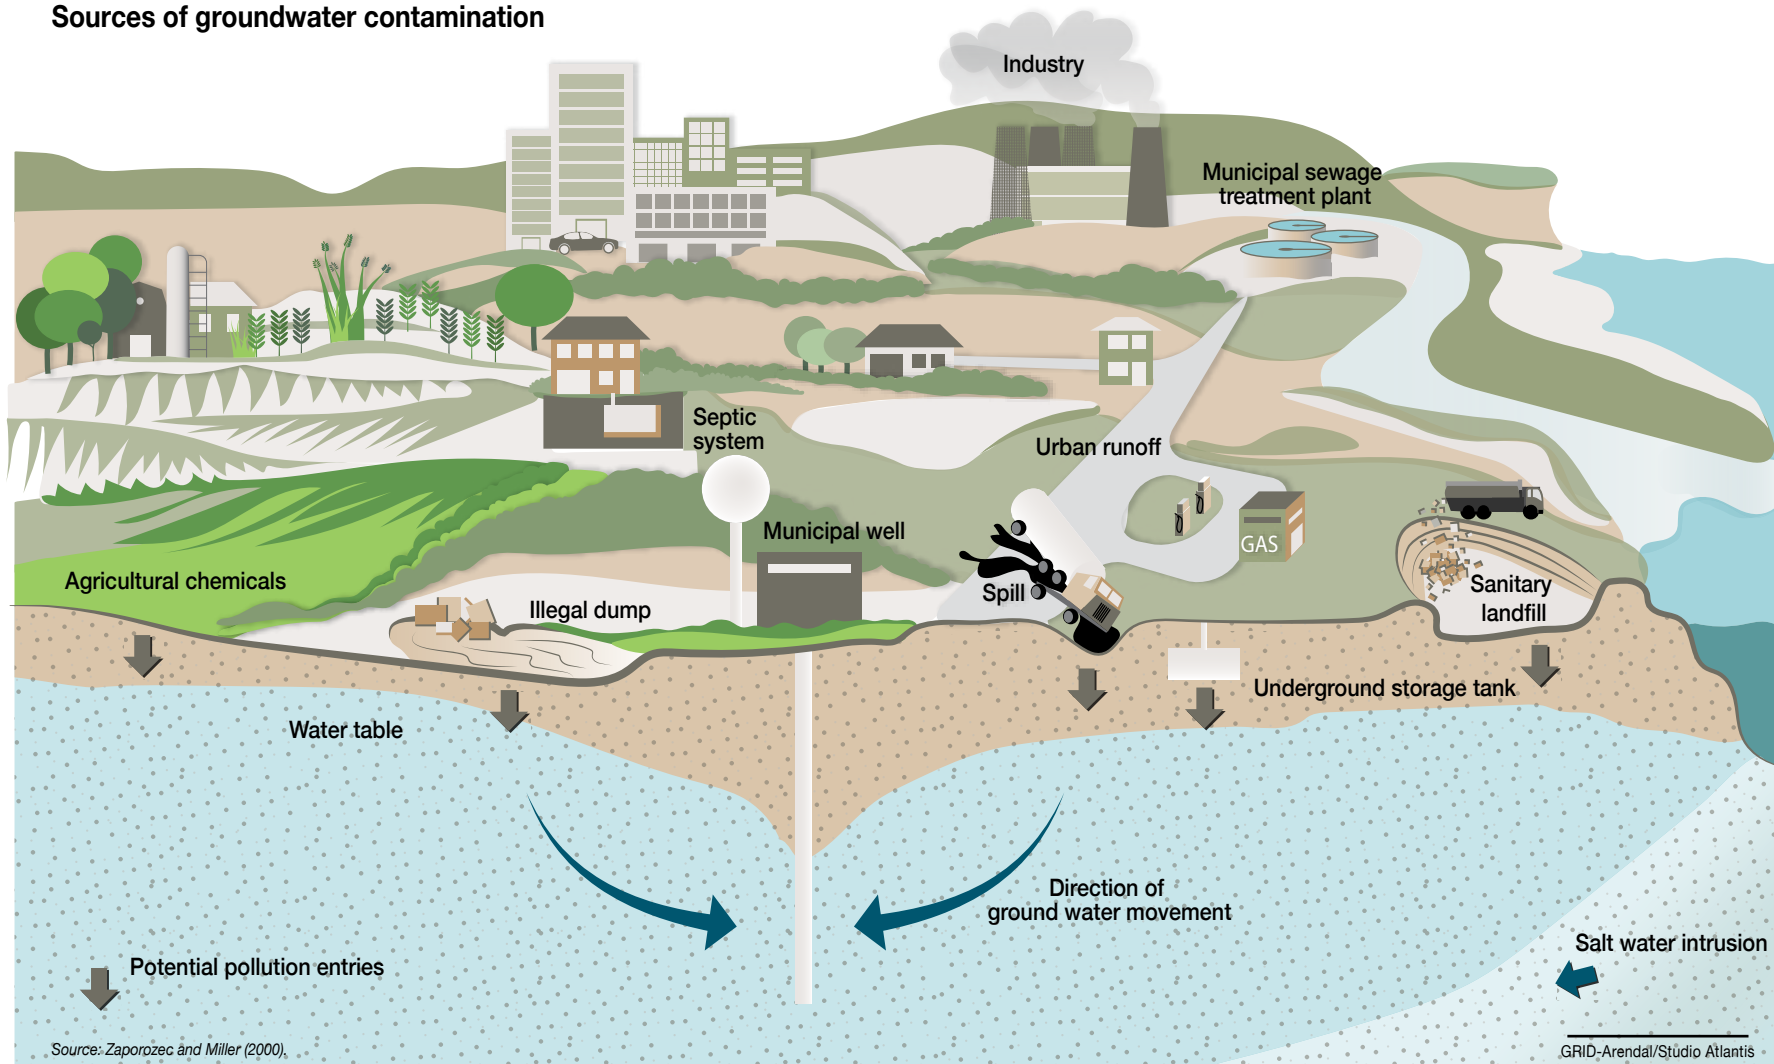 Sources of groundwater contamination
Industry
Municipal sewage
treatment plant
Septic
system
Urban runoff
Municipal well
GAS
Agricultural chemicals
Illegal dump
Spill
Sanitary
landfill
Underground storage tank
Water table
Direction of
ground water movement
Salt water intrusion
Potential pollution entries
Source: Zaporozec and Miller (2000).
GRID-Arendal/Studio Atlantis